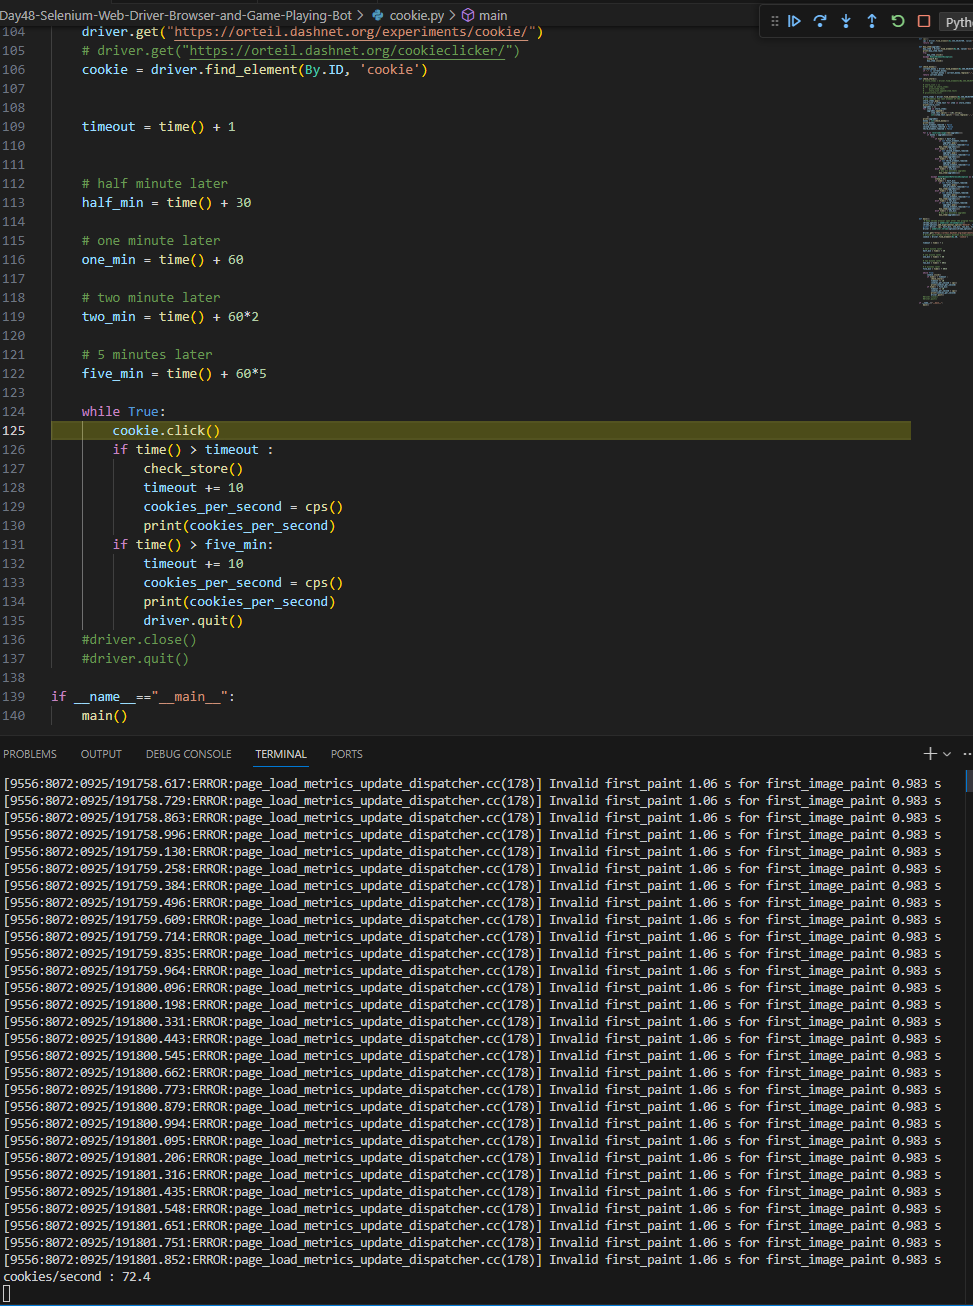 Day48-Selenium-Web-Driver-Browser-and-Game-Playing-Bot > cookie.py > main
Pyth
104 driver.get("https://orteil.dashnet.org/experiments/cookie/")
105 # driver.get("https://orteil.dashnet.org/cookieclicker/")
106 cookie = driver.find_element(By.ID, 'cookie')
107
108
109 timeout = time() + 1
110
111
112 # half minute later
113 half_min = time() + 30
114
115 # one minute later
116 one_min = time() + 60
117
118 # two minute later
119 two_min = time() + 60*2
120
121 # 5 minutes later
122 five_min = time() + 60*5
123
124 while True:
125 cookie.click()
126 if time() > timeout :
127 check_store()
128 timeout += 10
129 cookies_per_second = cps()
130 print(cookies_per_second)
131 if time() > five_min:
132 timeout += 10
133 cookies_per_second = cps()
134 print(cookies_per_second)
135 driver.quit()
136 #driver.close()
137 #driver.quit()
138
139 if __name__=="__main__":
140 main()
PROBLEMS OUTPUT DEBUG CONSOLE TERMINAL PORTS
[9556:8072:0925/191758.617:ERROR:page_load_metrics_update_dispatcher.cc(178)] Invalid first_paint 1.06 s for first_image_paint 0.983 s
[9556:8072:0925/191758.729:ERROR:page_load_metrics_update_dispatcher.cc(178)] Invalid first_paint 1.06 s for first_image_paint 0.983 s
[9556:8072:0925/191758.863:ERROR:page_load_metrics_update_dispatcher.cc(178)] Invalid first_paint 1.06 s for first_image_paint 0.983 s
[9556:8072:0925/191758.996:ERROR:page_load_metrics_update_dispatcher.cc(178)] Invalid first_paint 1.06 s for first_image_paint 0.983 s
[9556:8072:0925/191759.130:ERROR:page_load_metrics_update_dispatcher.cc(178)] Invalid first_paint 1.06 s for first_image_paint 0.983 s
[9556:8072:0925/191759.258:ERROR:page_load_metrics_update_dispatcher.cc(178)] Invalid first_paint 1.06 s for first_image_paint 0.983 s
[9556:8072:0925/191759.384:ERROR:page_load_metrics_update_dispatcher.cc(178)] Invalid first_paint 1.06 s for first_image_paint 0.983 s
[9556:8072:0925/191759.496:ERROR:page_load_metrics_update_dispatcher.cc(178)] Invalid first_paint 1.06 s for first_image_paint 0.983 s
[9556:8072:0925/191759.609:ERROR:page_load_metrics_update_dispatcher.cc(178)] Invalid first_paint 1.06 s for first_image_paint 0.983 s
[9556:8072:0925/191759.714:ERROR:page_load_metrics_update_dispatcher.cc(178)] Invalid first_paint 1.06 s for first_image_paint 0.983 s
[9556:8072:0925/191759.835:ERROR:page_load_metrics_update_dispatcher.cc(178)] Invalid first_paint 1.06 s for first_image_paint 0.983 s
[9556:8072:0925/191759.964:ERROR:page_load_metrics_update_dispatcher.cc(178)] Invalid first_paint 1.06 s for first_image_paint 0.983 s
[9556:8072:0925/191800.096:ERROR:page_load_metrics_update_dispatcher.cc(178)] Invalid first_paint 1.06 s for first_image_paint 0.983 s
[9556:8072:0925/191800.198:ERROR:page_load_metrics_update_dispatcher.cc(178)] Invalid first_paint 1.06 s for first_image_paint 0.983 s
[9556:8072:0925/191800.331:ERROR:page_load_metrics_update_dispatcher.cc(178)] Invalid first_paint 1.06 s for first_image_paint 0.983 s
[9556:8072:0925/191800.443:ERROR:page_load_metrics_update_dispatcher.cc(178)] Invalid first_paint 1.06 s for first_image_paint 0.983 s
[9556:8072:0925/191800.545:ERROR:page_load_metrics_update_dispatcher.cc(178)] Invalid first_paint 1.06 s for first_image_paint 0.983 s
[9556:8072:0925/191800.662:ERROR:page_load_metrics_update_dispatcher.cc(178)] Invalid first_paint 1.06 s for first_image_paint 0.983 s
[9556:8072:0925/191800.773:ERROR:page_load_metrics_update_dispatcher.cc(178)] Invalid first_paint 1.06 s for first_image_paint 0.983 s
[9556:8072:0925/191800.879:ERROR:page_load_metrics_update_dispatcher.cc(178)] Invalid first_paint 1.06 s for first_image_paint 0.983 s
[9556:8072:0925/191800.994:ERROR:page_load_metrics_update_dispatcher.cc(178)] Invalid first_paint 1.06 s for first_image_paint 0.983 s
[9556:8072:0925/191801.095:ERROR:page_load_metrics_update_dispatcher.cc(178)] Invalid first_paint 1.06 s for first_image_paint 0.983 s
[9556:8072:0925/191801.206:ERROR:page_load_metrics_update_dispatcher.cc(178)] Invalid first_paint 1.06 s for first_image_paint 0.983 s
[9556:8072:0925/191801.316:ERROR:page_load_metrics_update_dispatcher.cc(178)] Invalid first_paint 1.06 s for first_image_paint 0.983 s
[9556:8072:0925/191801.435:ERROR:page_load_metrics_update_dispatcher.cc(178)] Invalid first_paint 1.06 s for first_image_paint 0.983 s
[9556:8072:0925/191801.548:ERROR:page_load_metrics_update_dispatcher.cc(178)] Invalid first_paint 1.06 s for first_image_paint 0.983 s
[9556:8072:0925/191801.651:ERROR:page_load_metrics_update_dispatcher.cc(178)] Invalid first_paint 1.06 s for first_image_paint 0.983 s
[9556:8072:0925/191801.751:ERROR:page_load_metrics_update_dispatcher.cc(178)] Invalid first_paint 1.06 s for first_image_paint 0.983 s
[9556:8072:0925/191801.852:ERROR:page_load_metrics_update_dispatcher.cc(178)] Invalid first_paint 1.06 s for first_image_paint 0.983 s
cookies/second : 72.4